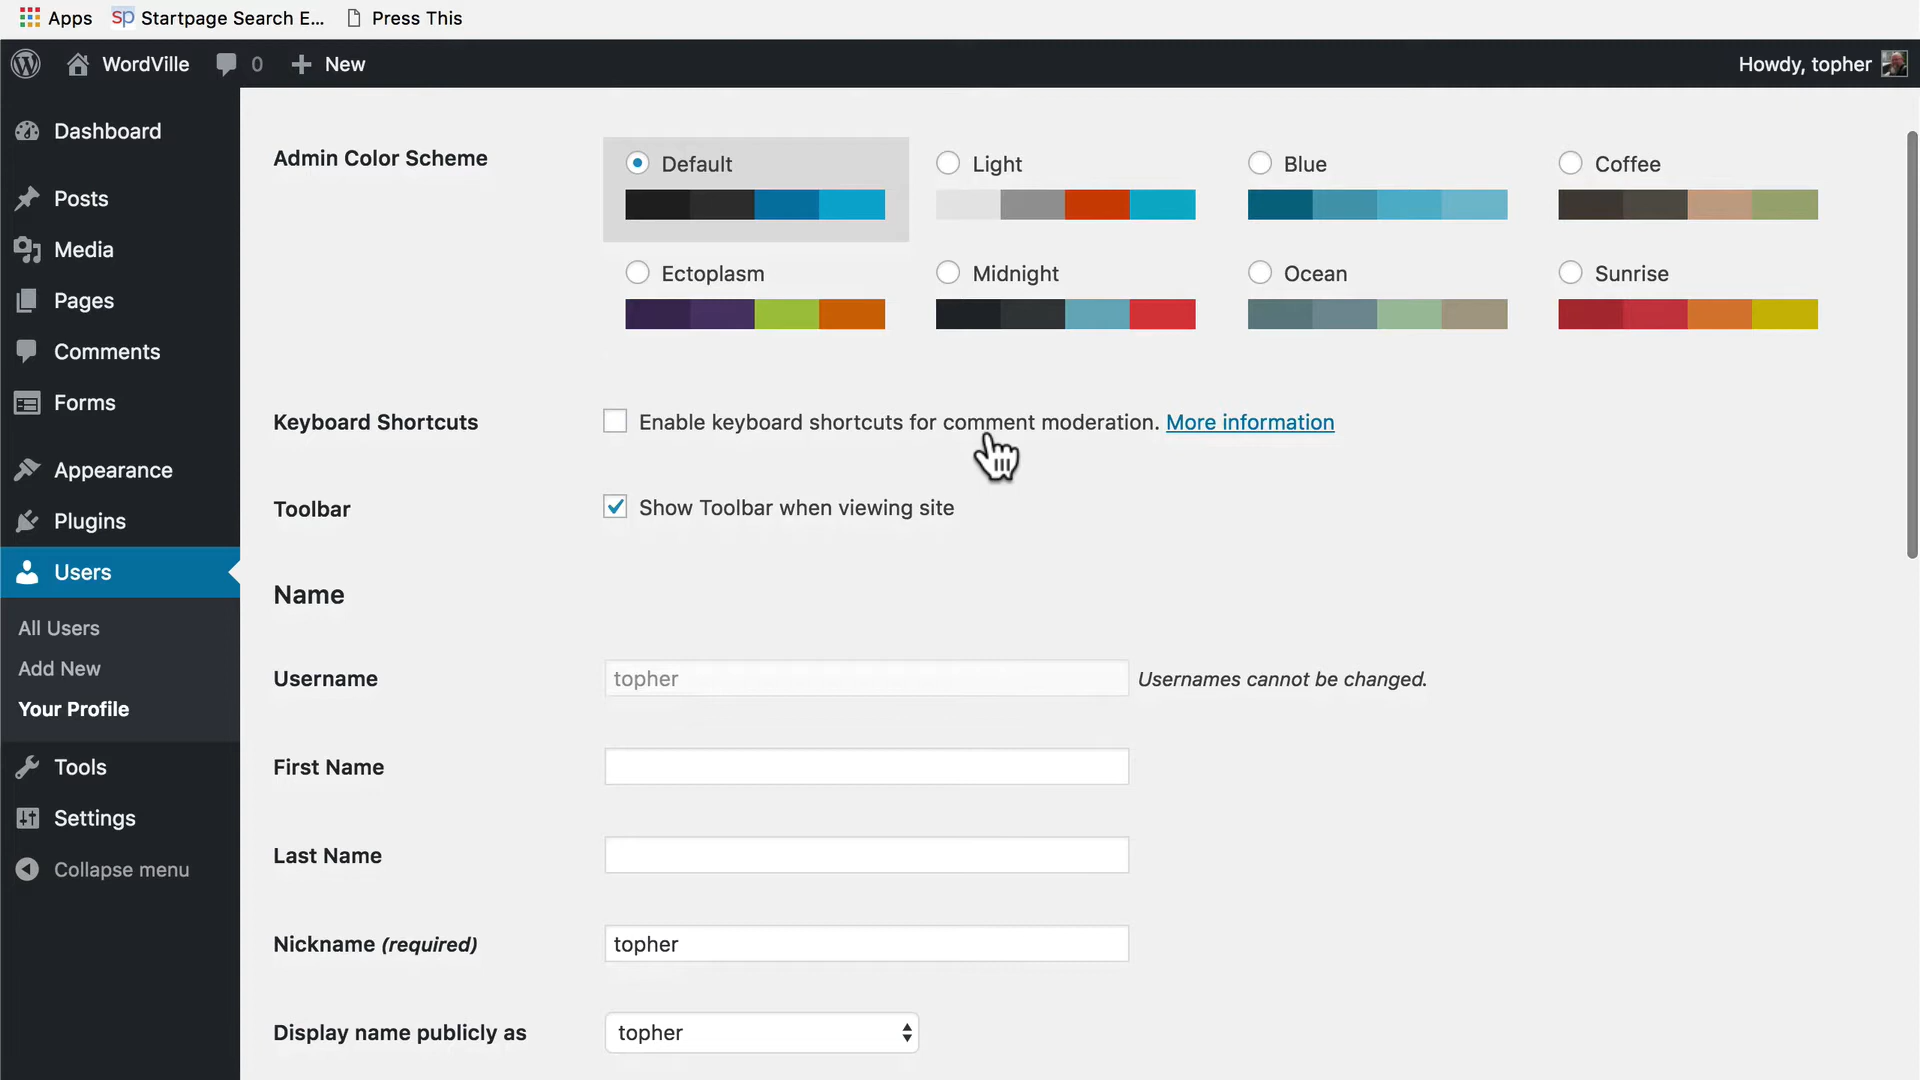 Apps Startpage Search E... Press This
WordVille 0 New Howdy, topher
Dashboard
Posts
Media
Pages
Comments
Forms
Appearance
Plugins
Users
All Users
Add New
Your Profile
Tools
Settings
Collapse menu
Admin Color Scheme
Default Light Blue Coffee
Ectoplasm Midnight Ocean Sunrise
Keyboard Shortcuts Enable keyboard shortcuts for comment moderation. More information
Toolbar Show Toolbar when viewing site
Name
Username topher Usernames cannot be changed.
First Name
Last Name
Nickname (required) topher
Display name publicly as topher